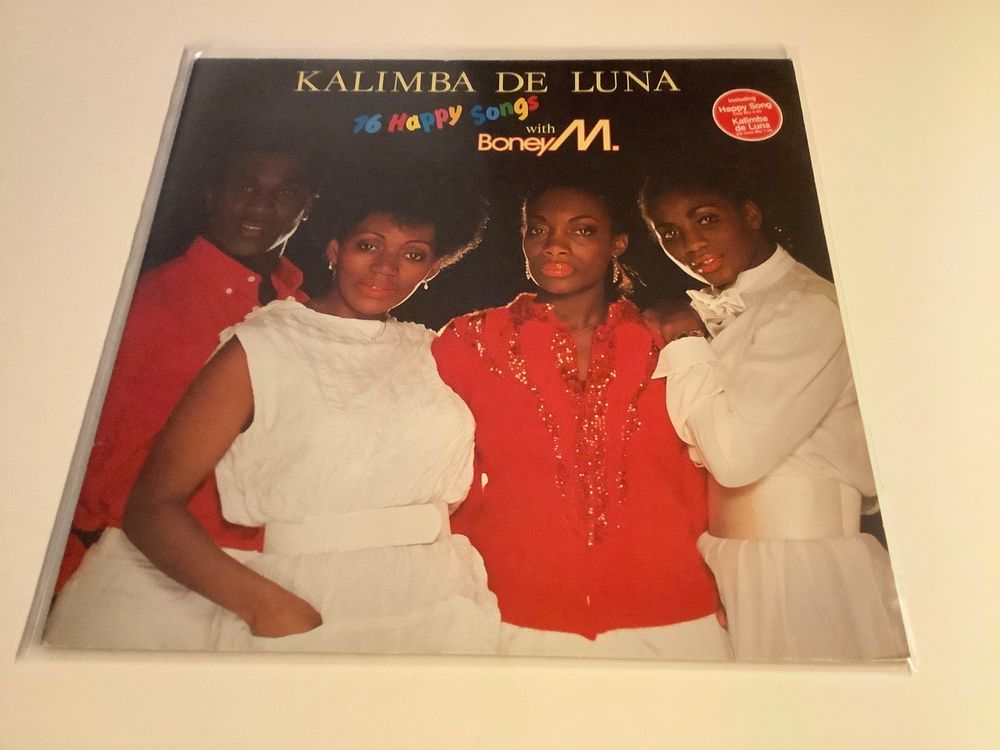 KALIMBA DE LUNA
16 Happy Songs
with
Boney M.
including
Happy Song
Kalimba
de Luna